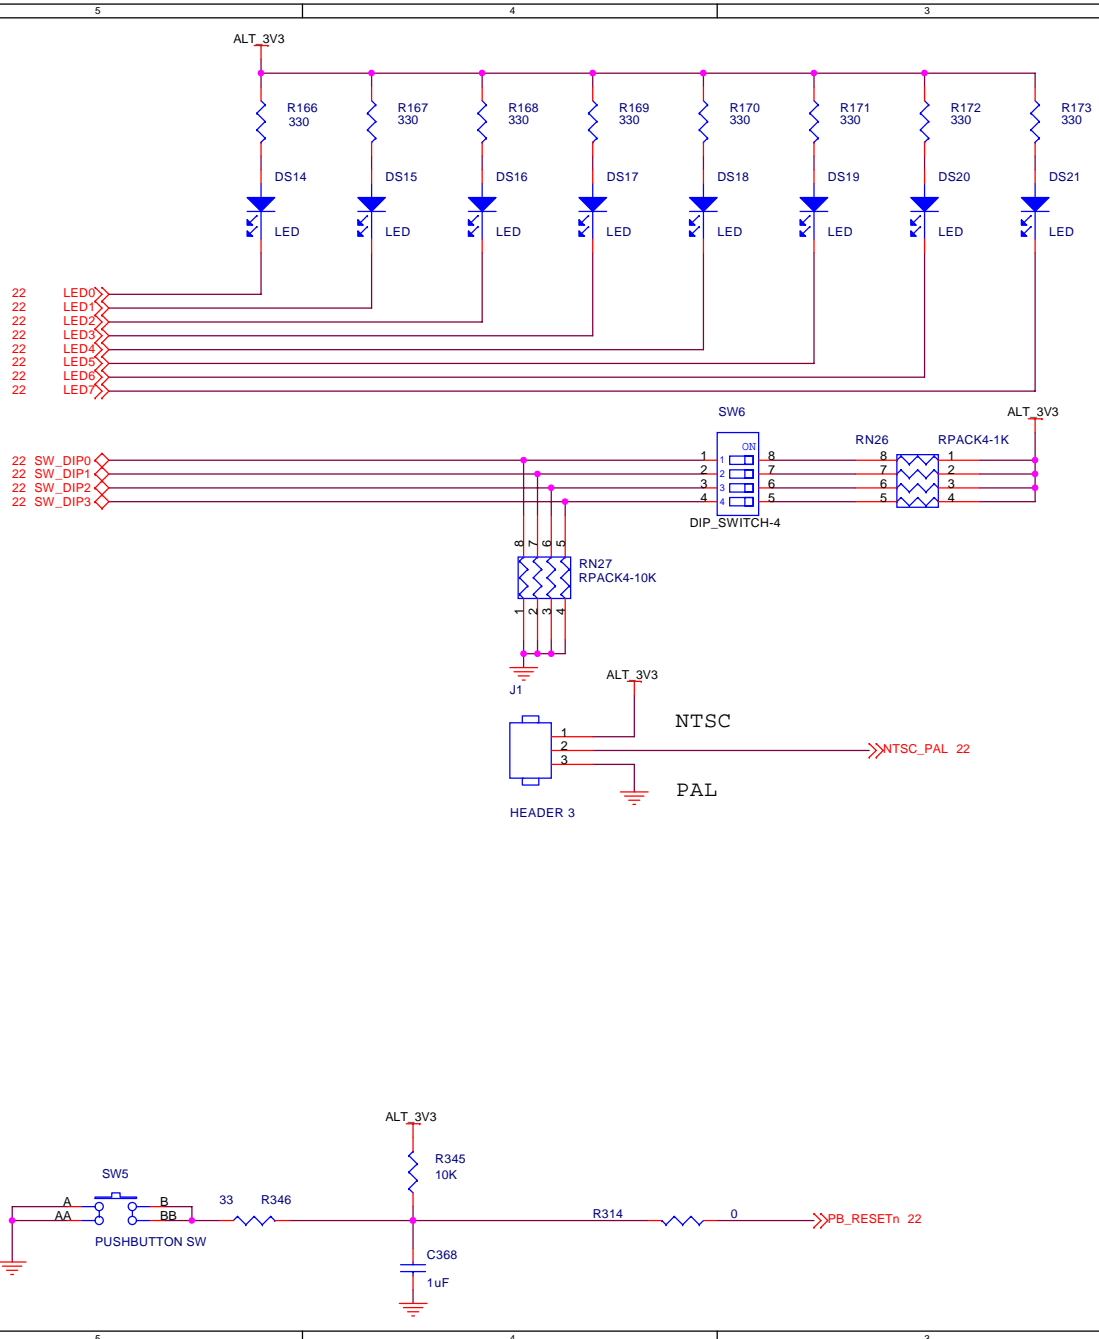 5 4 3
ALT_3V3
R166 R167 R168 R169 R170 R171 R172 R173
330 330 330 330 330 330 330 330
DS14 DS15 DS16 DS17 DS18 DS19 DS20 DS21
LED LED LED LED LED LED LED LED
22 LED0
22 LED1
22 LED2
22 LED3
22 LED4
22 LED5
22 LED6
22 LED7
SW6 ALT_3V3
RN26 RPACK4-1K
ON
22 SW_DIP0 1 1 8 8 1
22 SW_DIP1 2 2 7 7 2
22 SW_DIP2 3 3 6 6 3
22 SW_DIP3 4 4 5 5 4
DIP_SWITCH-4
8 7 6 5
RN27
RPACK4-10K
1 2 3 4
ALT_3V3
J1
NTSC
1
2 NTSC_PAL 22
3
PAL
HEADER 3
ALT_3V3
R345
10K
SW5
A B 33 R346
AA BB R314 0 PB_RESETn 22
PUSHBUTTON SW
C368
1uF
5 4 3